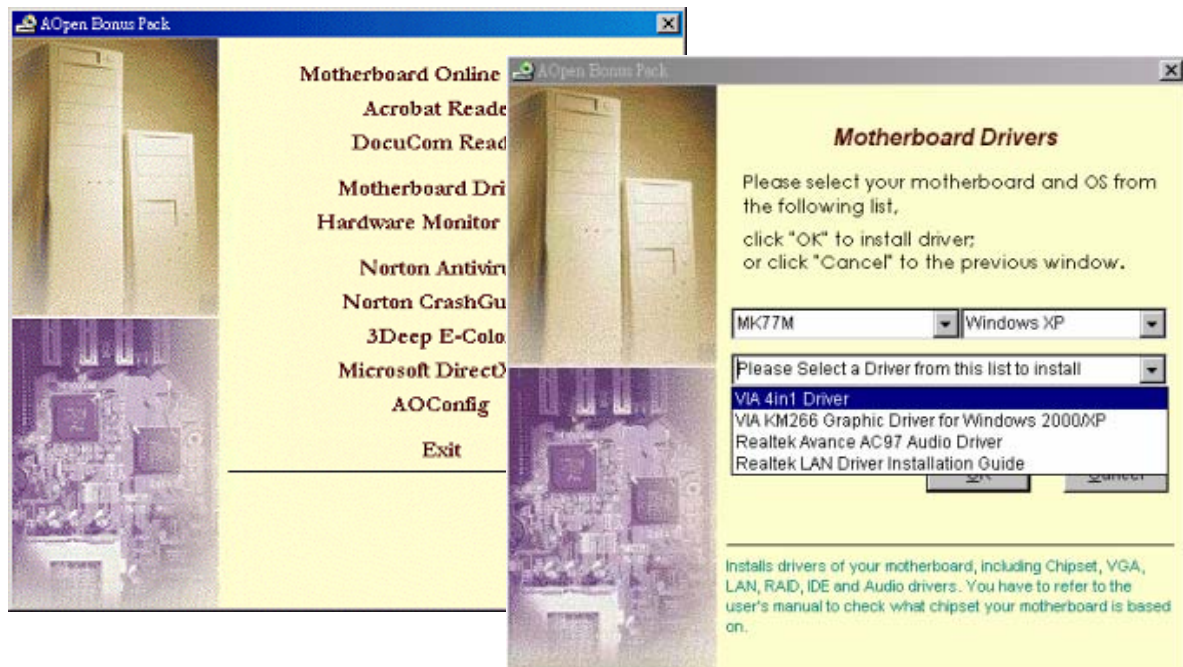 AOpen Bonus Pack
Motherboard Online
Acrobat Reade
DocuCom Read
Motherboard Dri
Hardware Monitor
Norton Antiviru
Norton CrashGu
3Deep E-Colo
Microsoft DirectX
AOConfig
Exit
AOpen Bonus Pack
Motherboard Drivers
Please select your motherboard and OS from
the following list,
click "OK" to install driver;
or click "Cancel" to the previous window.
MK77M
Windows XP
Please Select a Driver from this list to install
VIA 4in1 Driver
VIA KM266 Graphic Driver for Windows 2000/XP
Realtek Avance AC97 Audio Driver
Realtek LAN Driver Installation Guide
OK
Cancel
Installs drivers of your motherboard, including Chipset, VGA,
LAN, RAID, IDE and Audio drivers. You have to refer to the
user's manual to check what chipset your motherboard is based
on.